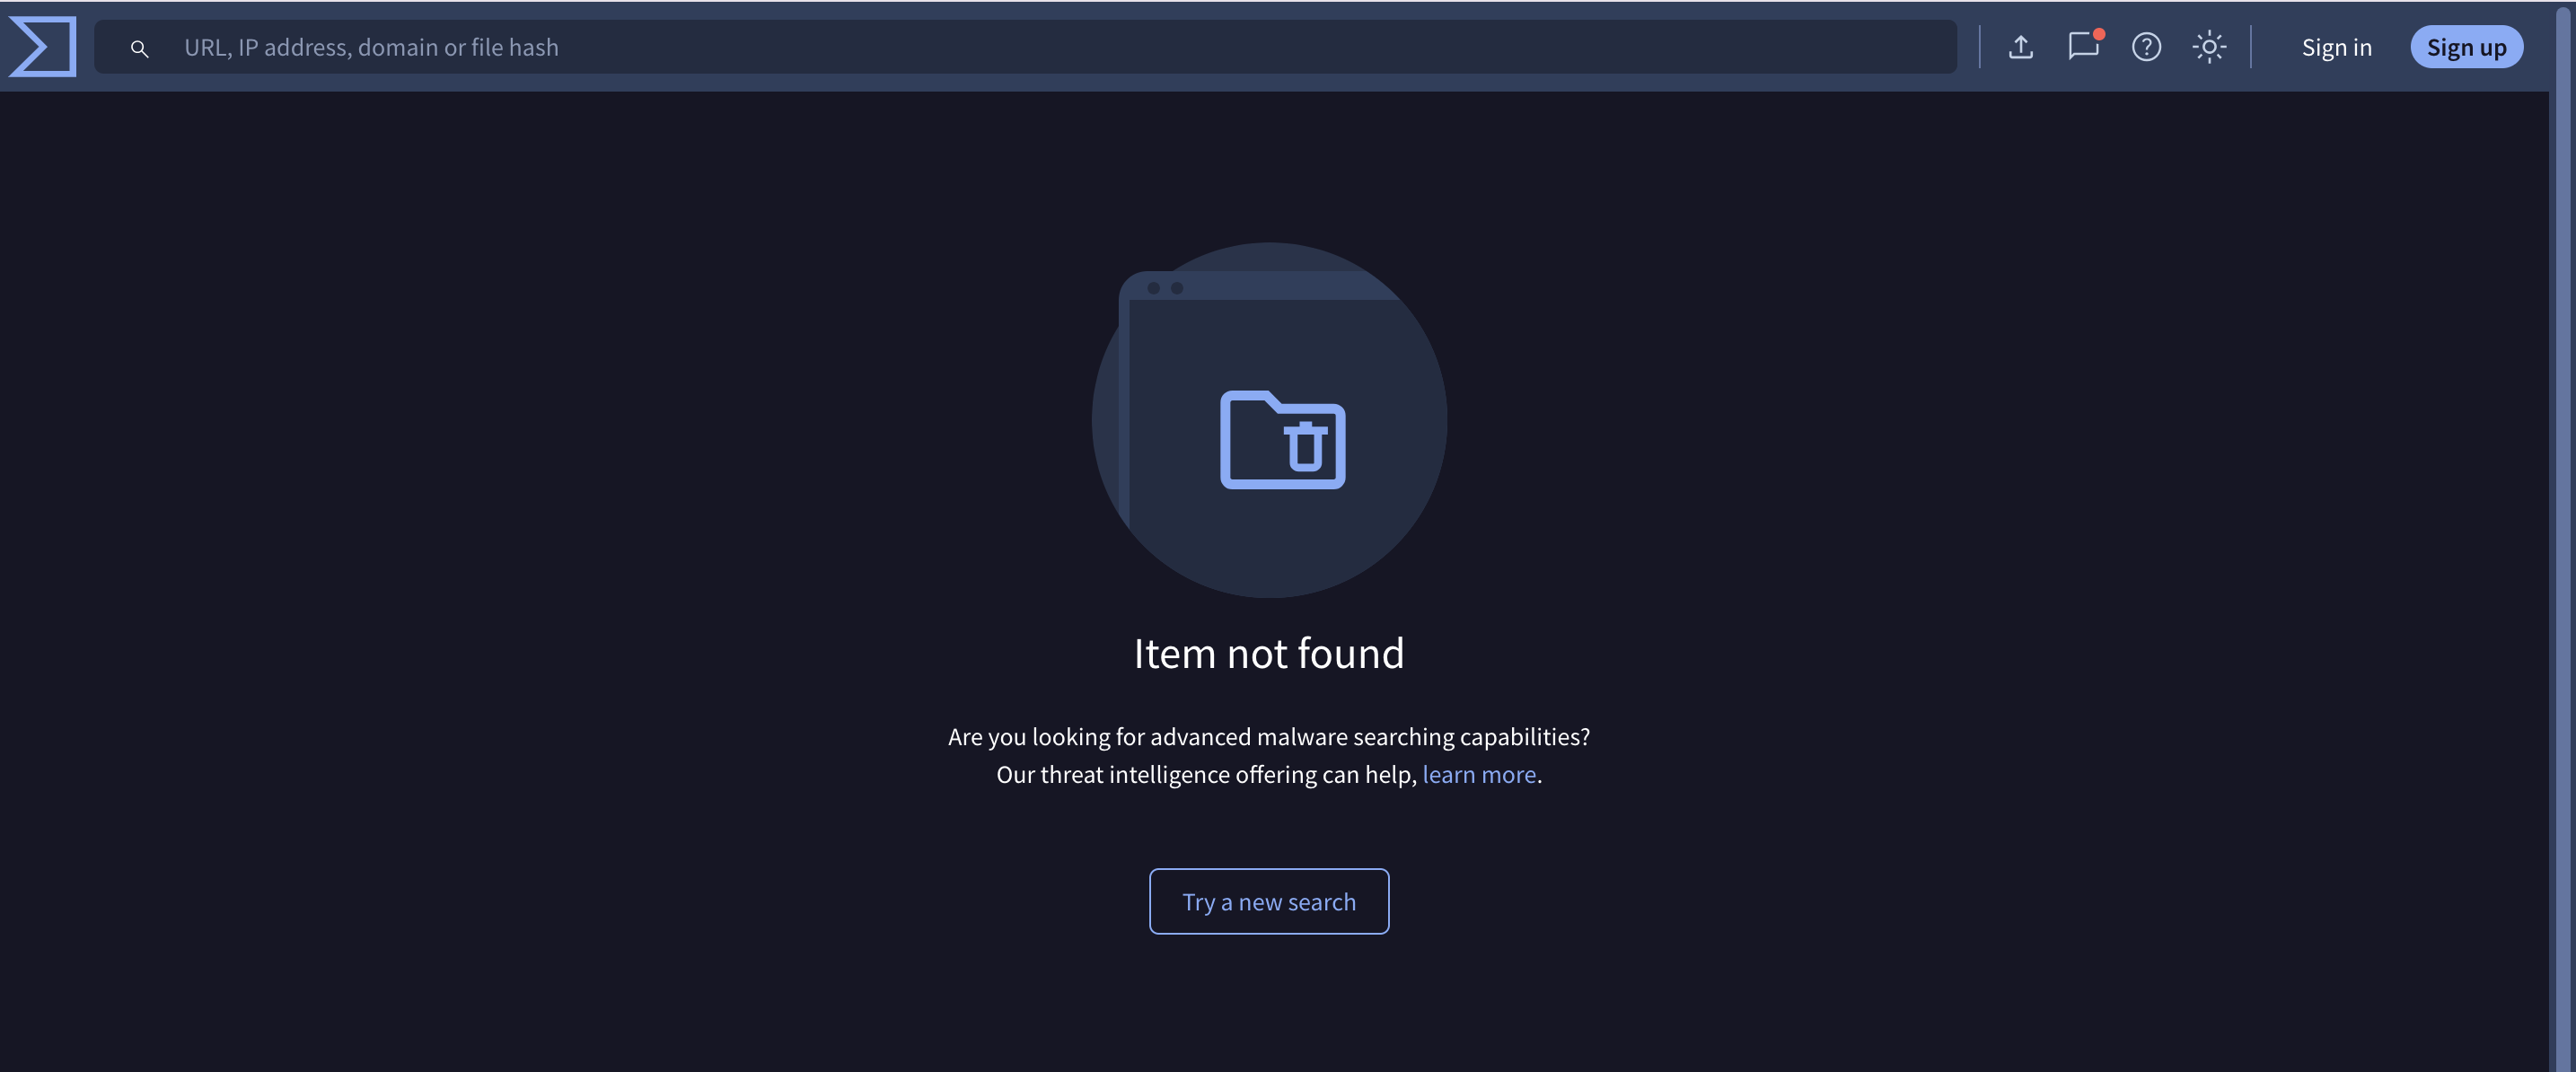 URL, IP address, domain or file hash
Sign in
Sign up
Item not found
Are you looking for advanced malware searching capabilities?
Our threat intelligence offering can help, learn more.
Try a new search